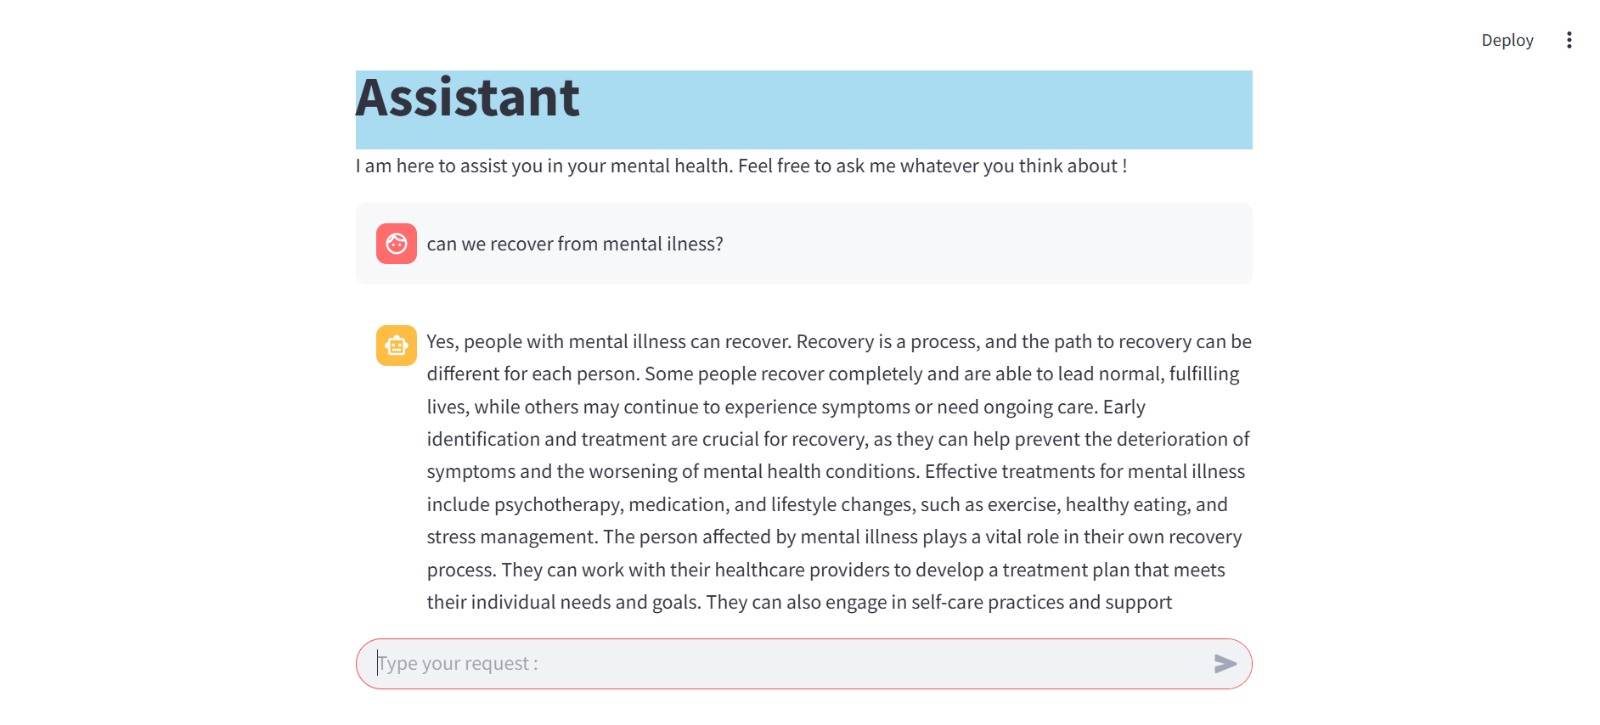 Deploy
Assistant
I am here to assist you in your mental health. Feel free to ask me whatever you think about !
can we recover from mental ilness?
Yes, people with mental illness can recover. Recovery is a process, and the path to recovery can be
different for each person. Some people recover completely and are able to lead normal, fulfilling
lives, while others may continue to experience symptoms or need ongoing care. Early
identification and treatment are crucial for recovery, as they can help prevent the deterioration of
symptoms and the worsening of mental health conditions. Effective treatments for mental illness
include psychotherapy, medication, and lifestyle changes, such as exercise, healthy eating, and
stress management. The person affected by mental illness plays a vital role in their own recovery
process. They can work with their healthcare providers to develop a treatment plan that meets
their individual needs and goals. They can also engage in self-care practices and support
Type your request :